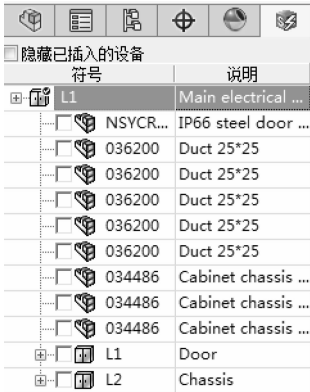 隐藏已插入的设备
符号 说明
L1 Main electrical ...
NSYCR... IP66 steel door ...
036200 Duct 25*25
036200 Duct 25*25
036200 Duct 25*25
036200 Duct 25*25
036200 Duct 25*25
034486 Cabinet chassis ...
034486 Cabinet chassis ...
034486 Cabinet chassis ...
L1 Door
L2 Chassis